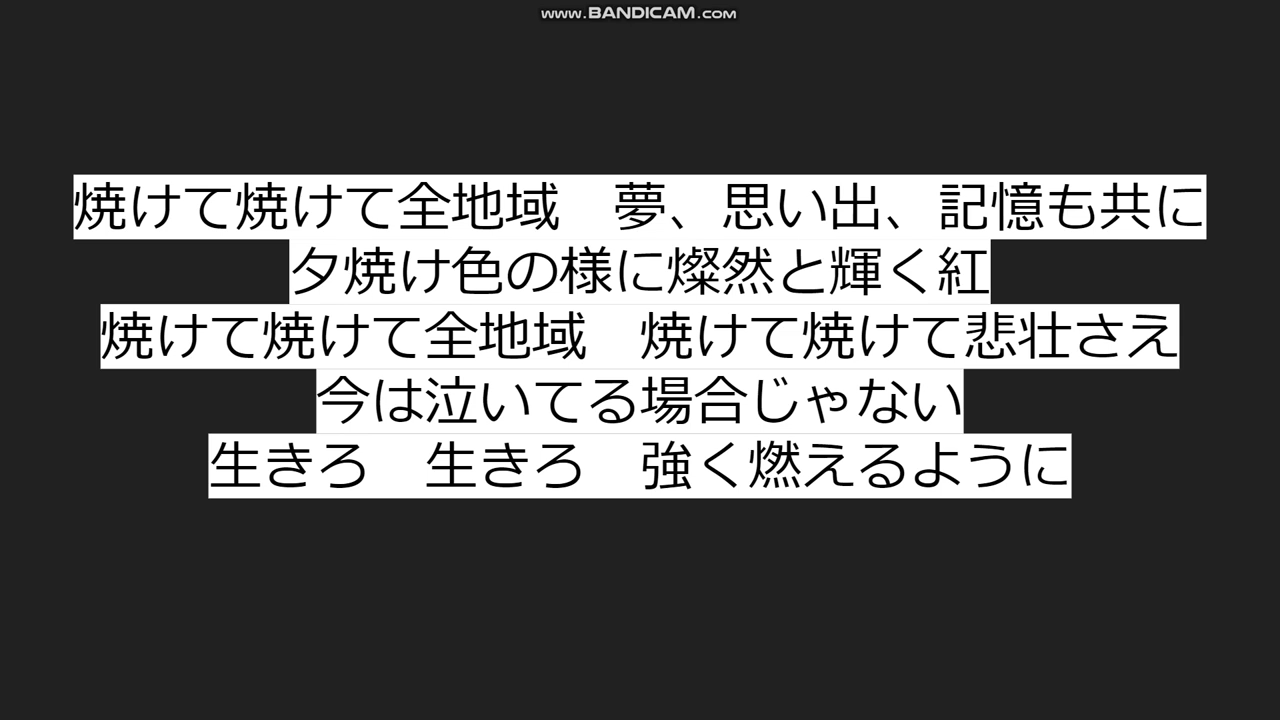 www.BANDICAM.com
焼けて焼けて全地域　夢、思い出、記憶も共に
夕焼け色の様に燦然と輝く紅
焼けて焼けて全地域　焼けて焼けて悲壮さえ
今は泣いてる場合じゃない
生きろ　生きろ　強く燃えるように